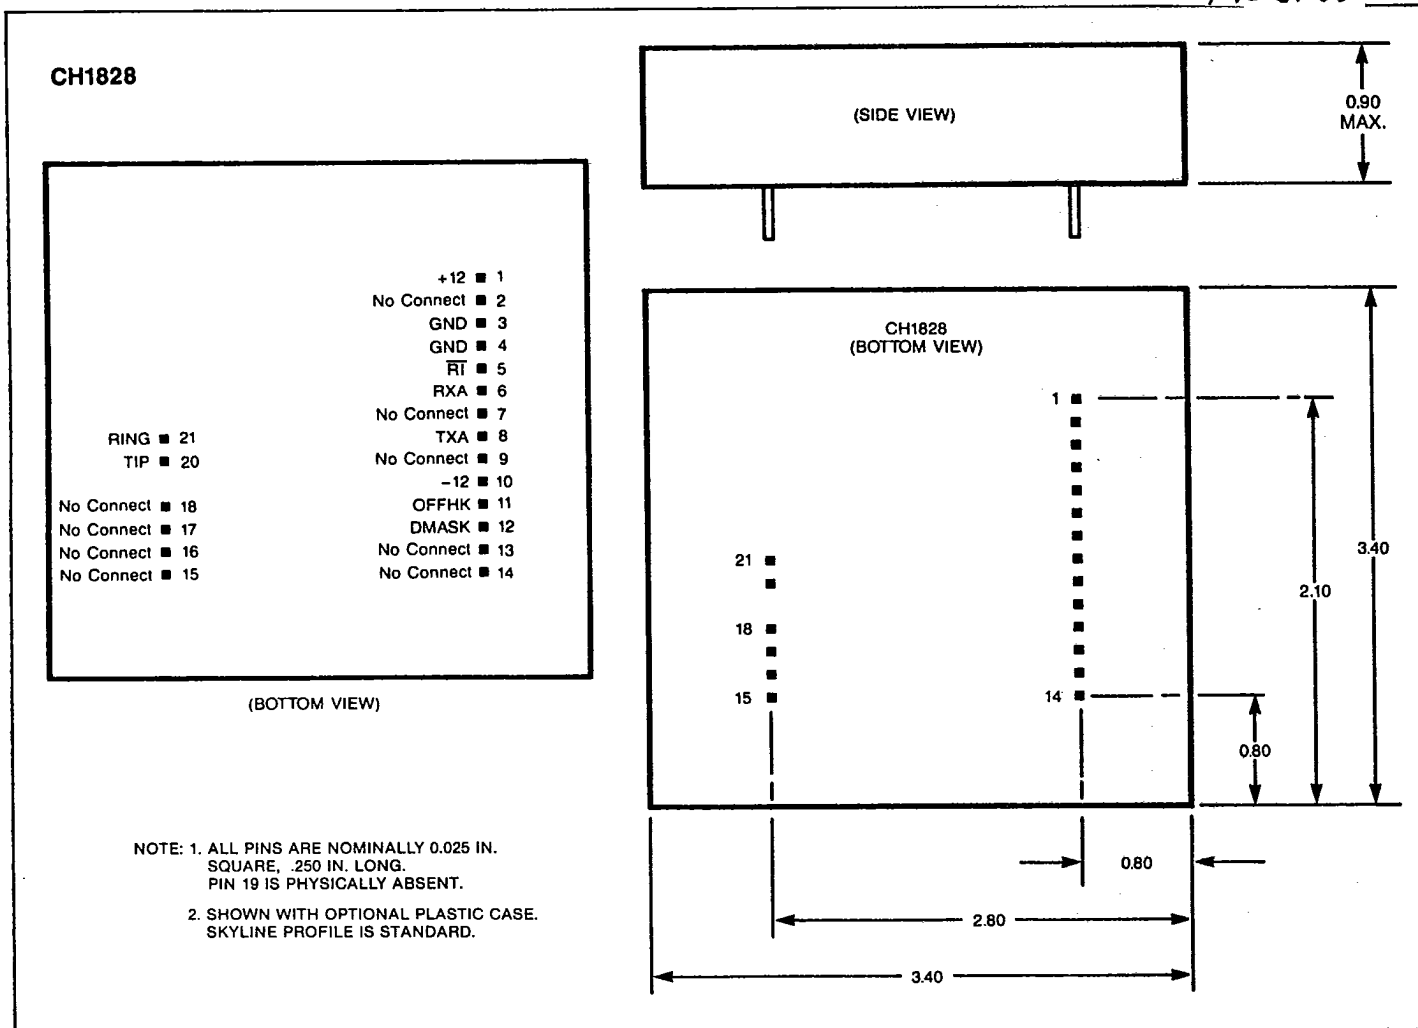 CH1828
(SIDE VIEW)
0.90
MAX.
+12 ■ 1
No Connect ■ 2
GND ■ 3
GND ■ 4
R̅I̅ ■ 5
RXA ■ 6
No Connect ■ 7
TXA ■ 8
No Connect ■ 9
−12 ■ 10
OFFHK ■ 11
DMASK ■ 12
No Connect ■ 13
No Connect ■ 14
RING ■ 21
TIP ■ 20
No Connect ■ 18
No Connect ■ 17
No Connect ■ 16
No Connect ■ 15
(BOTTOM VIEW)
CH1828
(BOTTOM VIEW)
1
21
18
15
14
3.40
2.10
0.80
0.80
2.80
3.40
NOTE: 1. ALL PINS ARE NOMINALLY 0.025 IN.
SQUARE, .250 IN. LONG.
PIN 19 IS PHYSICALLY ABSENT.
2. SHOWN WITH OPTIONAL PLASTIC CASE.
SKYLINE PROFILE IS STANDARD.